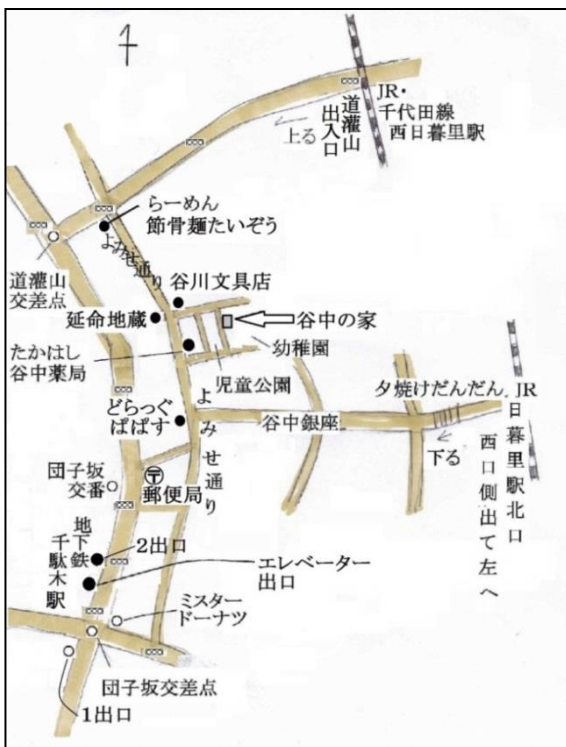 JR・
千代田線
西日暮里駅
道灌山
出入口
上る
らーめん
節骨麺たいぞう
よみせ通り
道灌山
交差点
谷川文具店
延命地蔵
谷中の家
幼稚園
たかはし
谷中薬局
児童公園
夕焼けだんだん
JR日暮里駅北口
西口側出て左へ
どらっぐ
ぱぱす
よみせ通り
谷中銀座
下る
団子坂
交番
〒
郵便局
地下鉄
千駄木駅
2出口
エレベーター
出口
ミスター
ドーナツ
団子坂交差点
1出口